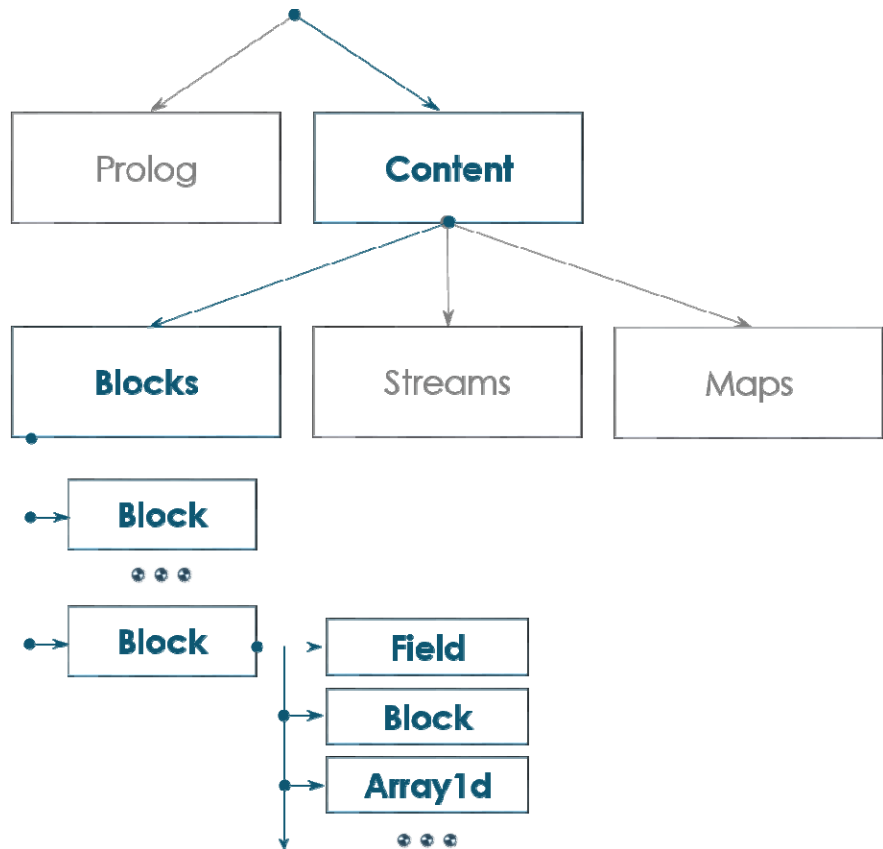 Prolog
Content
Blocks
Streams
Maps
Block
Block
Field
Block
Array1d